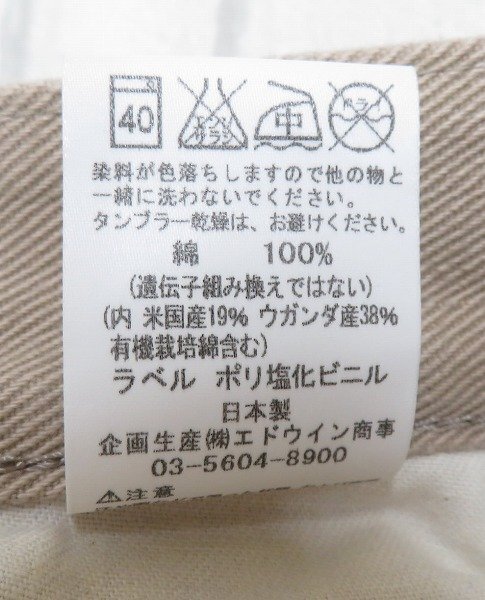 40 エンソサラシ 中 ドライ
染料が色落ちしますので他の物と
一緒に洗わないでください。
タンブラー乾燥は、お避けください。
綿 100%
(遺伝子組み換えではない)
(内 米国産19% ウガンダ産38%
有機栽培綿含む)
ラベル ポリ塩化ビニル
日本製
企画生産㈱エドウイン商事
03-5604-8900
⚠注意